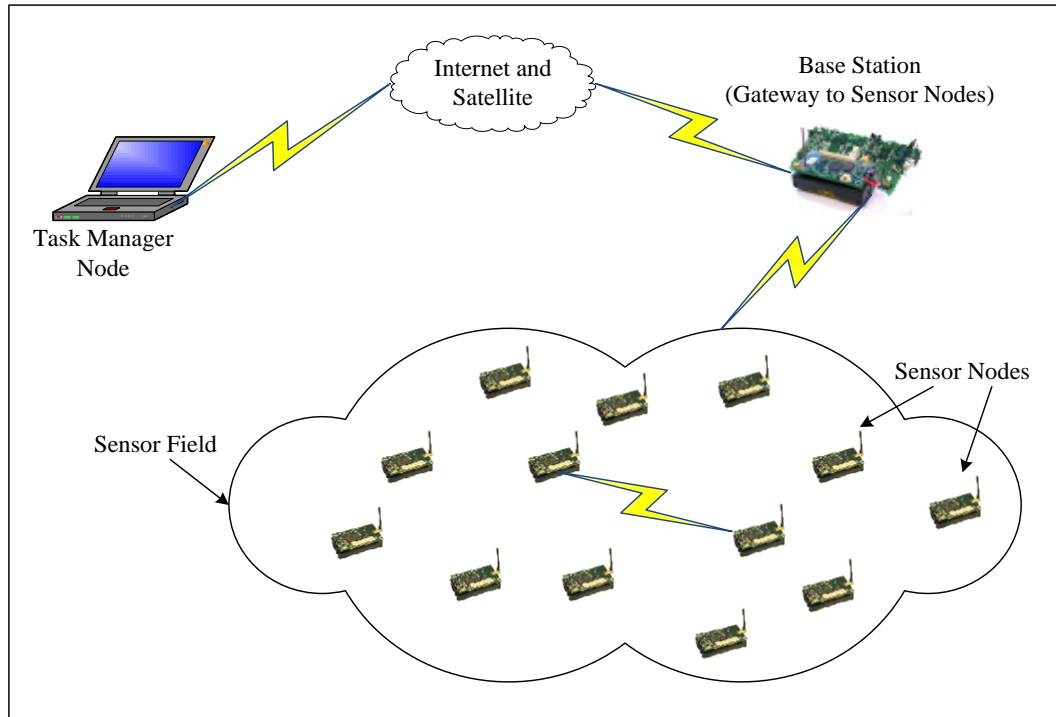 Internet and
Satellite
Base Station
(Gateway to Sensor Nodes)
Task Manager
Node
Sensor Nodes
Sensor Field